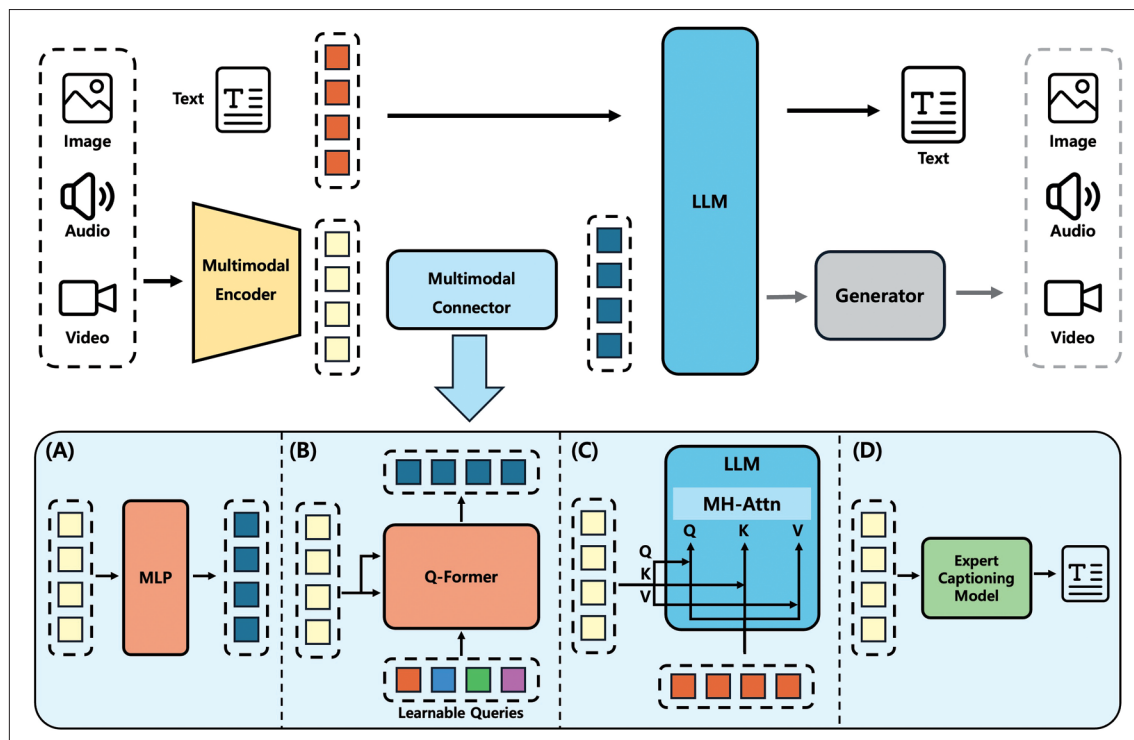 Image
Audio
Video
Text
Multimodal
Encoder
Multimodal
Connector
LLM
Text
Generator
Image
Audio
Video
(A)
MLP
(B)
Q-Former
Learnable Queries
(C)
LLM
MH-Attn
Q K V
Q
K
V
(D)
Expert
Captioning
Model
T
T
T